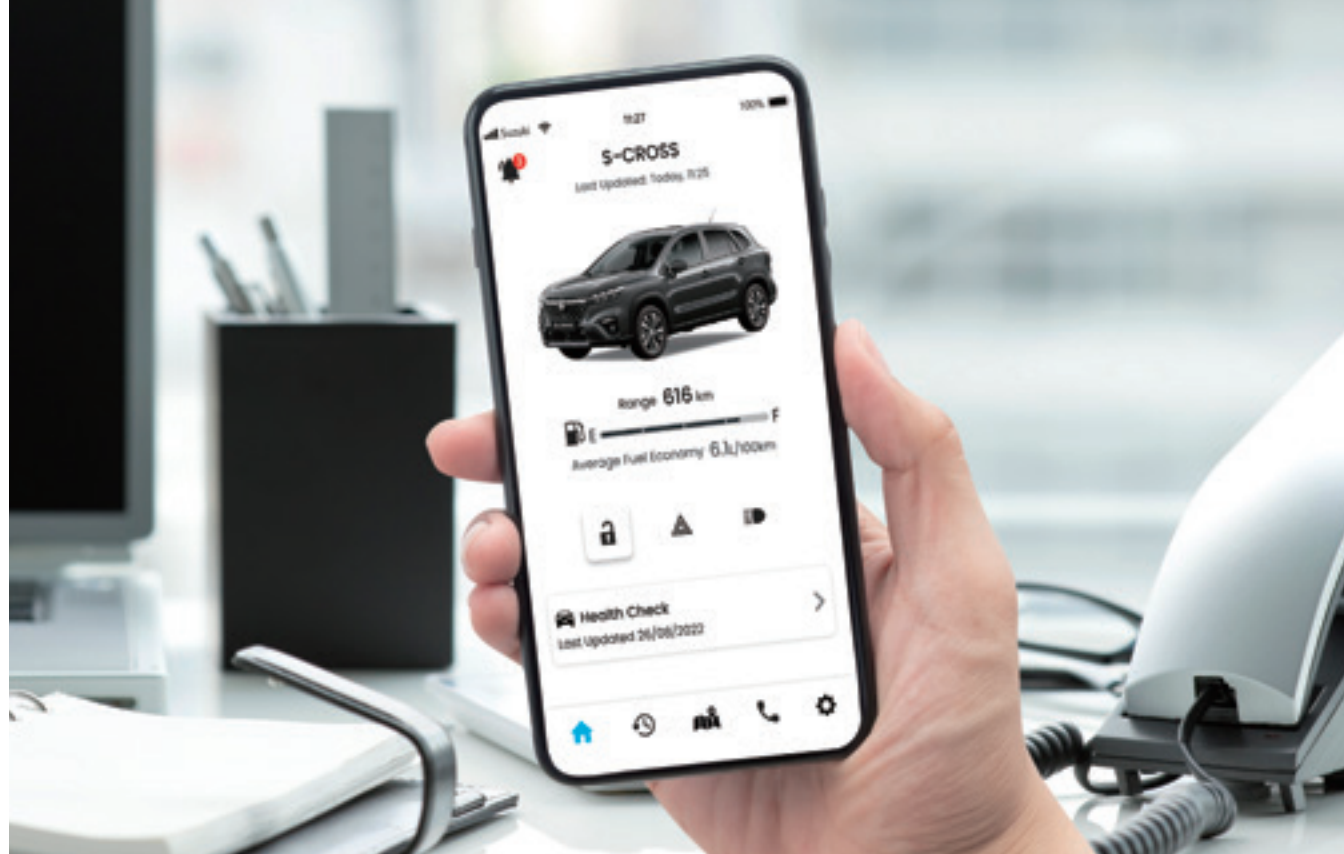 Suzuki 11:27 100%
S-CROSS
Last Updated: Today, 11:25
Range 616 km
E F
Average Fuel Economy 6.1L/100km
Health Check
Last Updated 26/08/2022